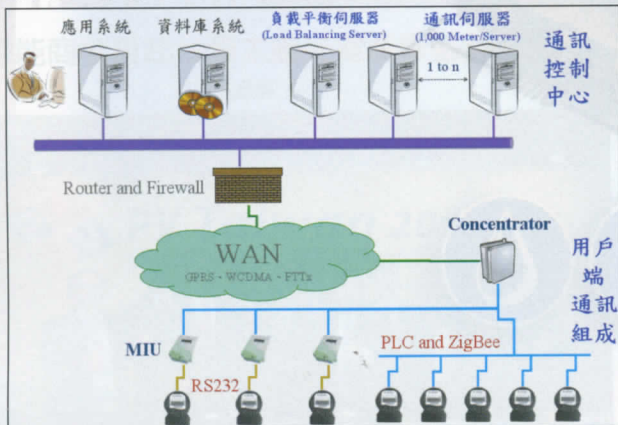 應用系統
資料庫系統
負載平衡伺服器
(Load Balancing Server)
通訊伺服器
(1,000 Meter/Server)
通訊
控制
中心
1 to n
Router and Firewall
WAN
GPRS - WCDMA - FTTx
Concentrator
用戶
端
通訊
組成
MIU
PLC and ZigBee
RS232